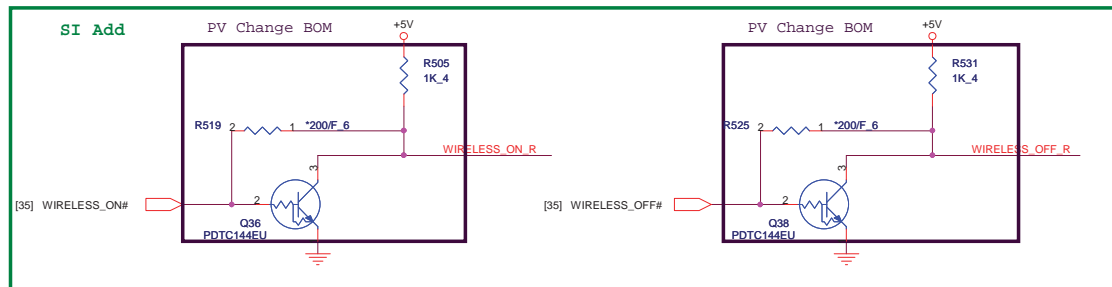 SI Add
PV Change BOM
+5V
R505
1K_4
R519
2
1
*200/F_6
WIRELESS_ON_R
3
[35] WIRELESS_ON#
2
Q36
PDTC144EU
PV Change BOM
+5V
R531
1K_4
R525
2
1
*200/F_6
WIRELESS_OFF_R
3
[35] WIRELESS_OFF#
2
Q38
PDTC144EU